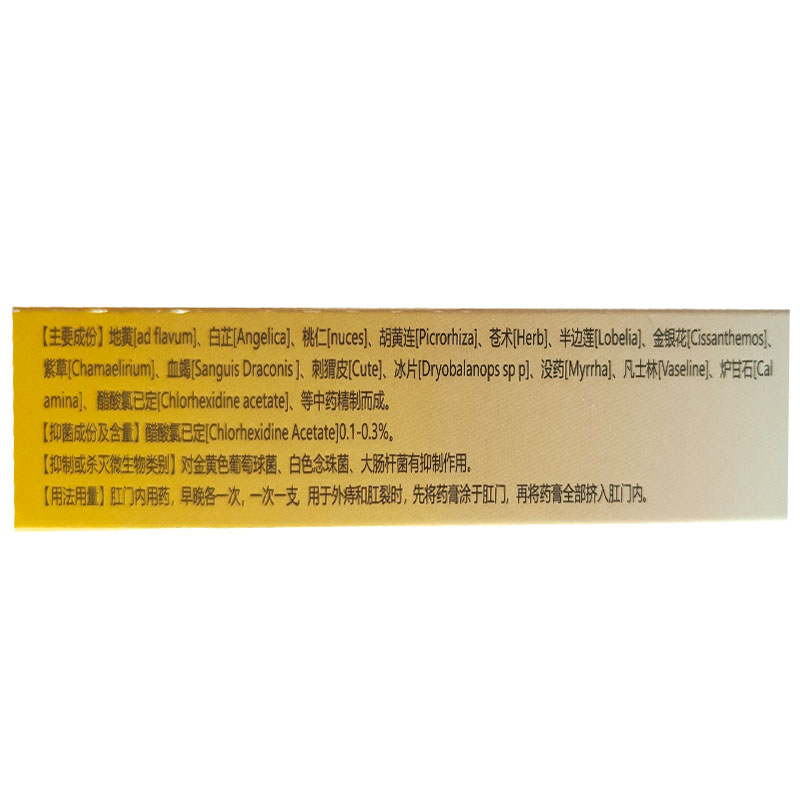 【主要成份】地黄[ad flavum]、白芷[Angelica]、桃仁[nuces]、胡黄连[Picrorhiza]、苍术[Herb]、半边莲[Lobelia]、金银花[Cissanthemos]、
紫草[Chamaelirium]、血竭[Sanguis Draconis ]、刺猬皮[Cute]、冰片[Dryobalanops sp p]、没药[Myrrha]、凡士林[Vaseline]、炉甘石[Cal
amina]、醋酸氯已定[Chlorhexidine acetate]、等中药精制而成。
【抑菌成份及含量】醋酸氯已定[Chlorhexidine Acetate]0.1-0.3%。
【抑制或杀灭微生物类别】对金黄色葡萄球菌、白色念珠菌、大肠杆菌有抑制作用。
【用法用量】肛门内用药，早晚各一次，一次一支，用于外痔和肛裂时，先将药膏涂于肛门，再将药膏全部挤入肛门内。